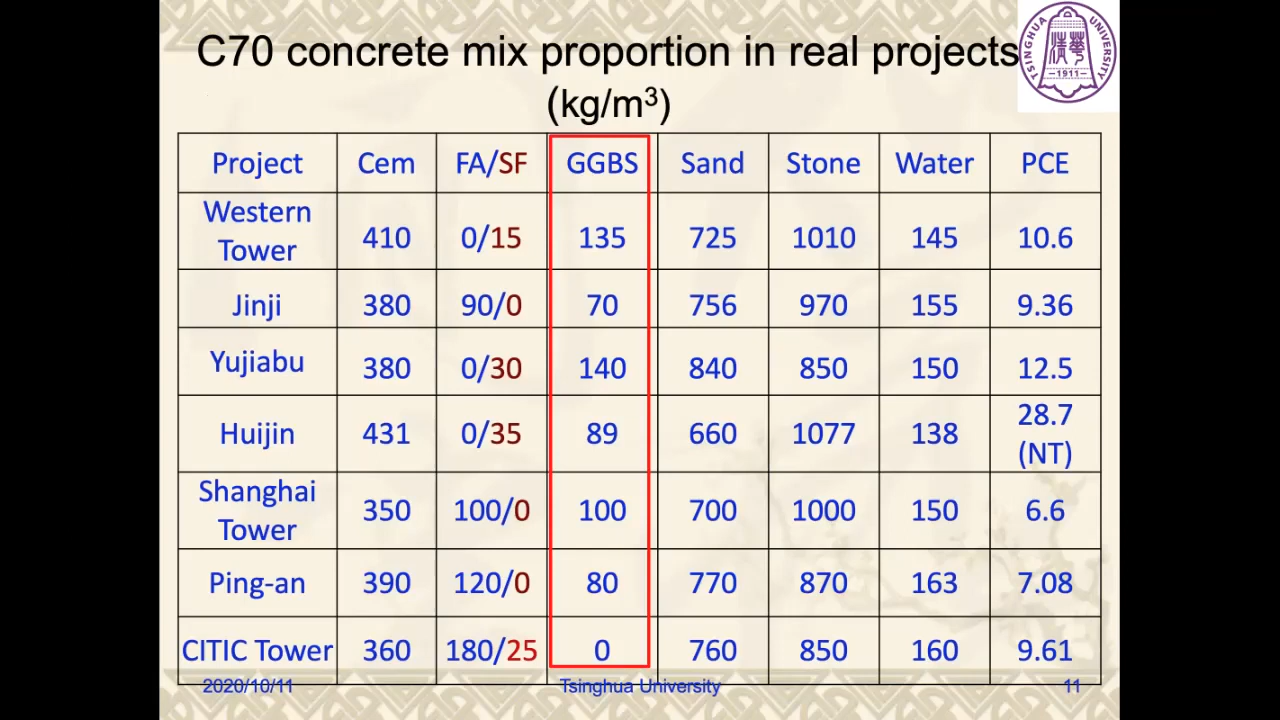 C70 concrete mix proportion in real projects
(kg/m³)
TSINGHUA UNIVERSITY
–1911–
Project Cem FA/SF GGBS Sand Stone Water PCE
Western
Tower 410 0/15 135 725 1010 145 10.6
Jinji 380 90/0 70 756 970 155 9.36
Yujiabu 380 0/30 140 840 850 150 12.5
Huijin 431 0/35 89 660 1077 138 28.7
(NT)
Shanghai
Tower 350 100/0 100 700 1000 150 6.6
Ping-an 390 120/0 80 770 870 163 7.08
CITIC Tower 360 180/25 0 760 850 160 9.61
2020/10/11 Tsinghua University 11